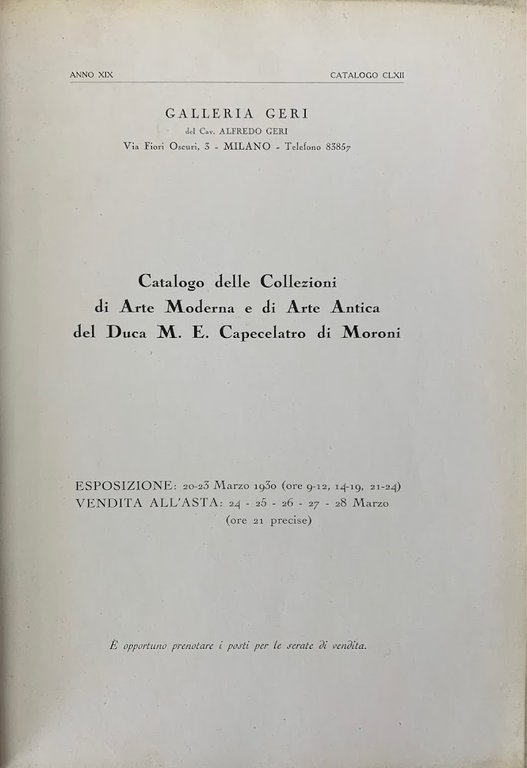 ANNO XIX
CATALOGO CLXII
GALLERIA GERI
del Cav. ALFREDO GERI
Via Fiori Oscuri, 3 - MILANO - Telefono 83857
Catalogo delle Collezioni
di Arte Moderna e di Arte Antica
del Duca M. E. Capecelatro di Moroni
ESPOSIZIONE: 20-23 Marzo 1930 (ore 9-12, 14-19, 21-24)
VENDITA ALL'ASTA: 24 - 25 - 26 - 27 - 28 Marzo
(ore 21 precise)
È opportuno prenotare i posti per le serate di vendita.